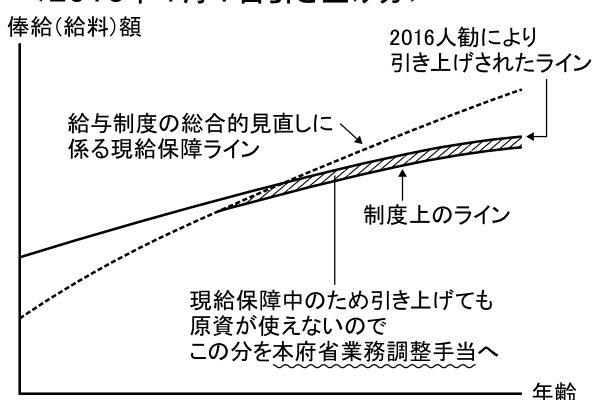 俸給（給料）額
2016人勧により
引き上げされたライン
給与制度の総合的見直しに
係る現給保障ライン
制度上のライン
現給保障中のため引き上げても
原資が使えないので
この分を本府省業務調整手当へ
年齢